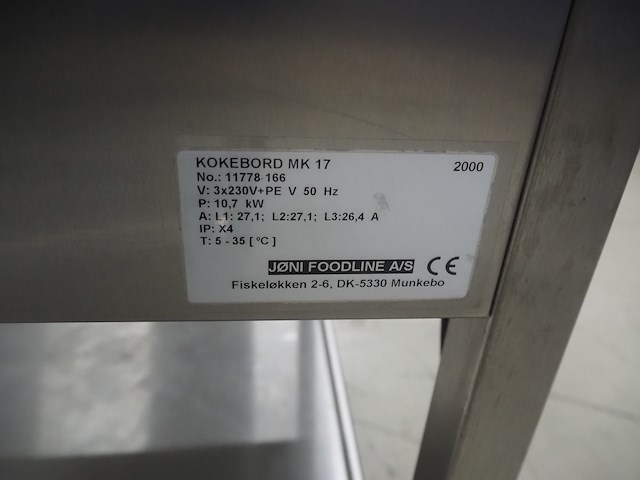 KOKEBORD MK 17 2000
No.: 11778-166
V: 3x230V+PE V 50 Hz
P: 10,7 kW
A: L1: 27,1; L2:27,1; L3:26,4 A
IP: X4
T: 5 - 35 [ °C ]
JØNI FOODLINE A/S CE
Fiskeløkken 2-6, DK-5330 Munkebo